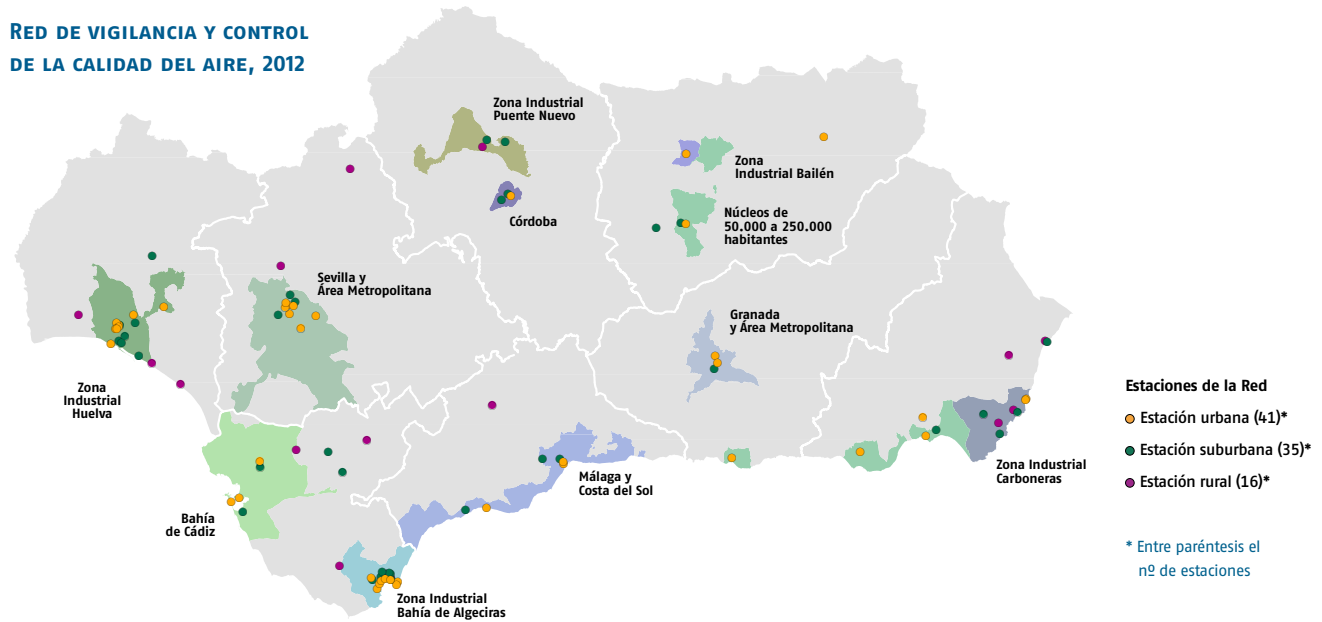 RED DE VIGILANCIA Y CONTROL
DE LA CALIDAD DEL AIRE, 2012
Zona Industrial
Puente Nuevo
Córdoba
Zona
Industrial Bailén
Núcleos de
50.000 a 250.000
habitantes
Sevilla y
Área Metropolitana
Granada
y Área Metropolitana
Zona
Industrial
Huelva
Bahía
de Cádiz
Málaga y
Costa del Sol
Zona Industrial
Carboneras
Zona Industrial
Bahía de Algeciras
Estaciones de la Red
Estación urbana (41)*
Estación suburbana (35)*
Estación rural (16)*
* Entre paréntesis el
nº de estaciones